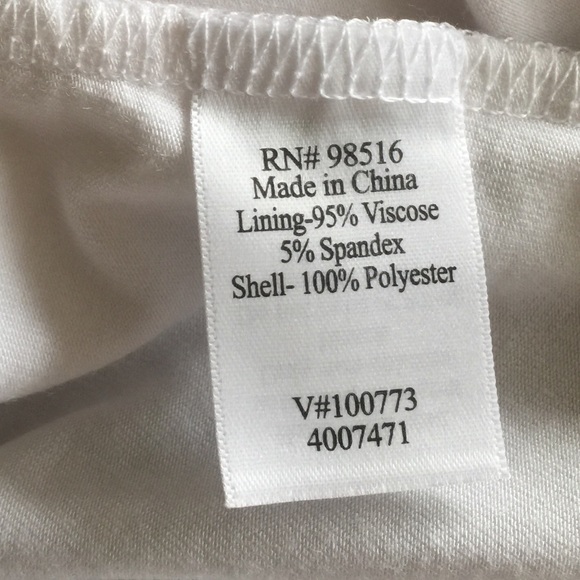 RN# 98516
Made in China
Lining-95% Viscose
5% Spandex
Shell- 100% Polyester
V#100773
4007471